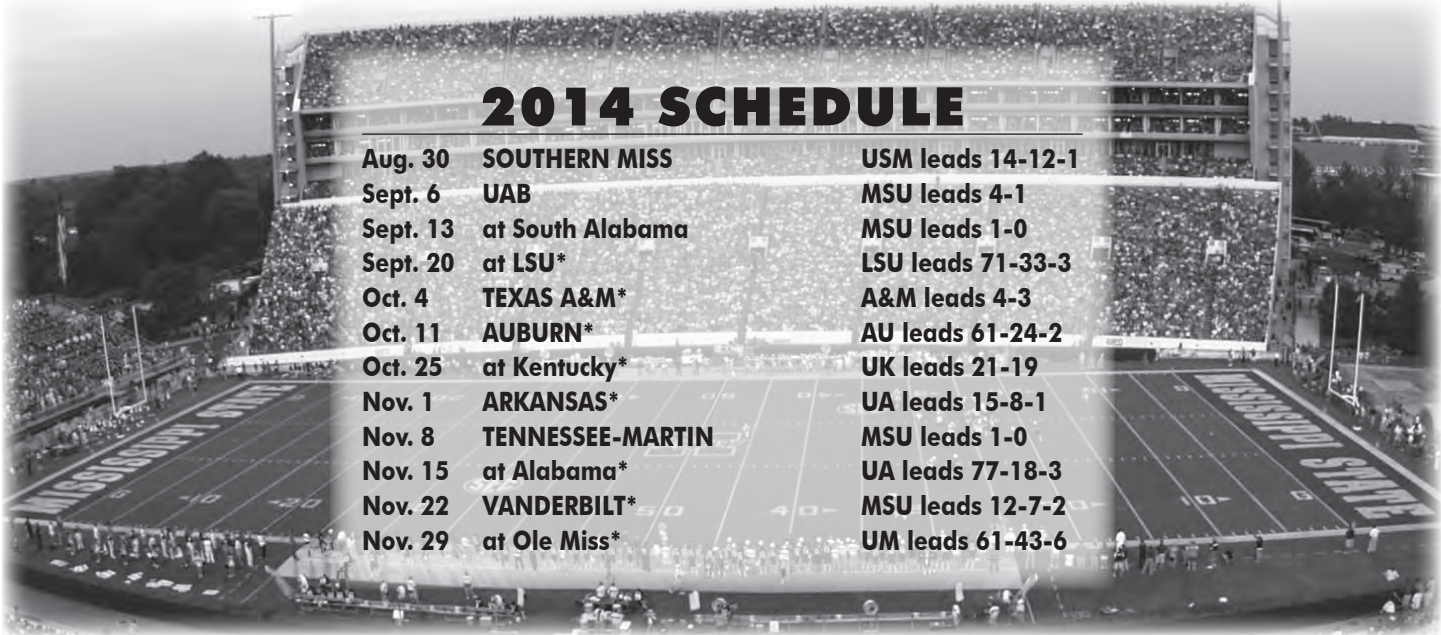 2014 SCHEDULE
Aug. 30 SOUTHERN MISS USM leads 14-12-1
Sept. 6 UAB MSU leads 4-1
Sept. 13 at South Alabama MSU leads 1-0
Sept. 20 at LSU* LSU leads 71-33-3
Oct. 4 TEXAS A&M* A&M leads 4-3
Oct. 11 AUBURN* AU leads 61-24-2
Oct. 25 at Kentucky* UK leads 21-19
Nov. 1 ARKANSAS* UA leads 15-8-1
Nov. 8 TENNESSEE-MARTIN MSU leads 1-0
Nov. 15 at Alabama* UA leads 77-18-3
Nov. 22 VANDERBILT* MSU leads 12-7-2
Nov. 29 at Ole Miss* UM leads 61-43-6
MISSISSIPPI STATE
MISSISSIPPI STATE